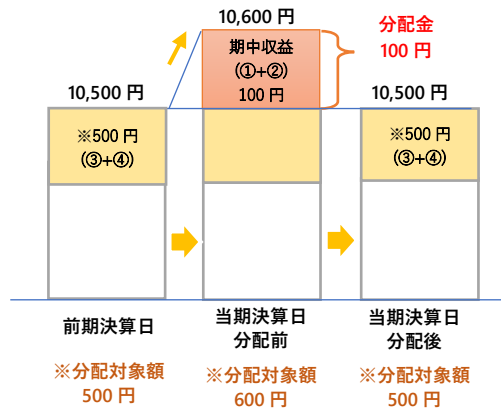 10,600 円
分配金
100 円
期中収益
(①+②)
100 円
10,500 円
10,500 円
※500 円
(③+④)
※500 円
(③+④)
前期決算日
当期決算日
分配前
当期決算日
分配後
※分配対象額
500 円
※分配対象額
600 円
※分配対象額
500 円